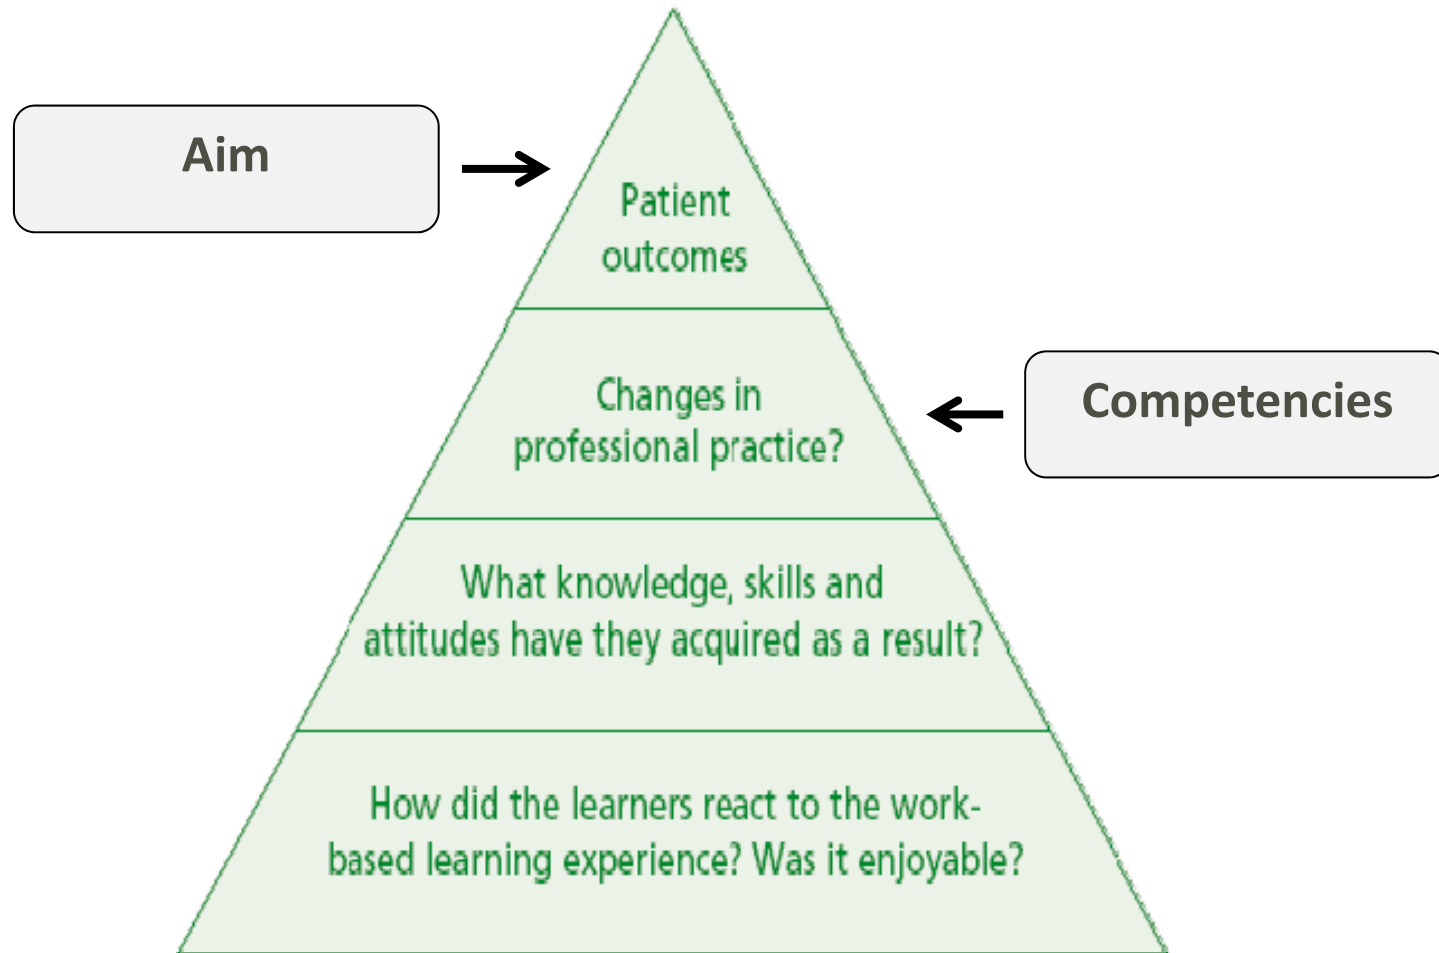 Aim
Patient
outcomes
Changes in
professional practice?
Competencies
What knowledge, skills and
attitudes have they acquired as a result?
How did the learners react to the work-
based learning experience? Was it enjoyable?